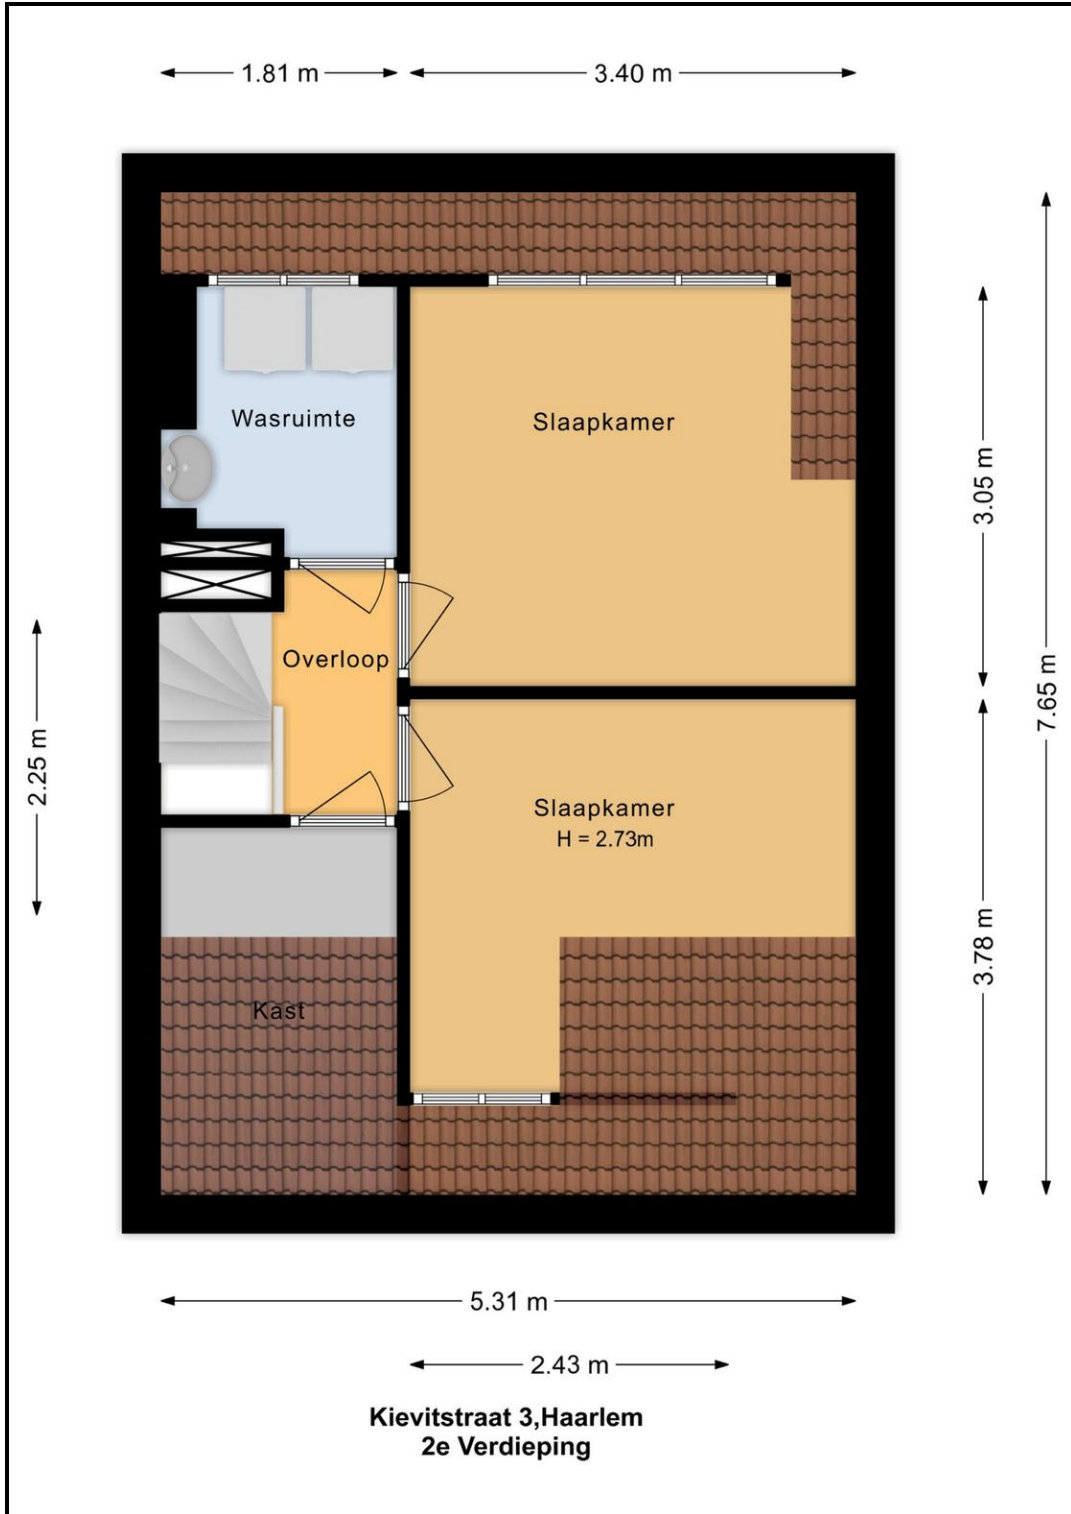 1.81 m
3.40 m
Wasruimte
Slaapkamer
3.05 m
7.65 m
Overloop
2.25 m
Slaapkamer
H = 2.73m
3.78 m
Kast
5.31 m
2.43 m
Kievitstraat 3,Haarlem
2e Verdieping